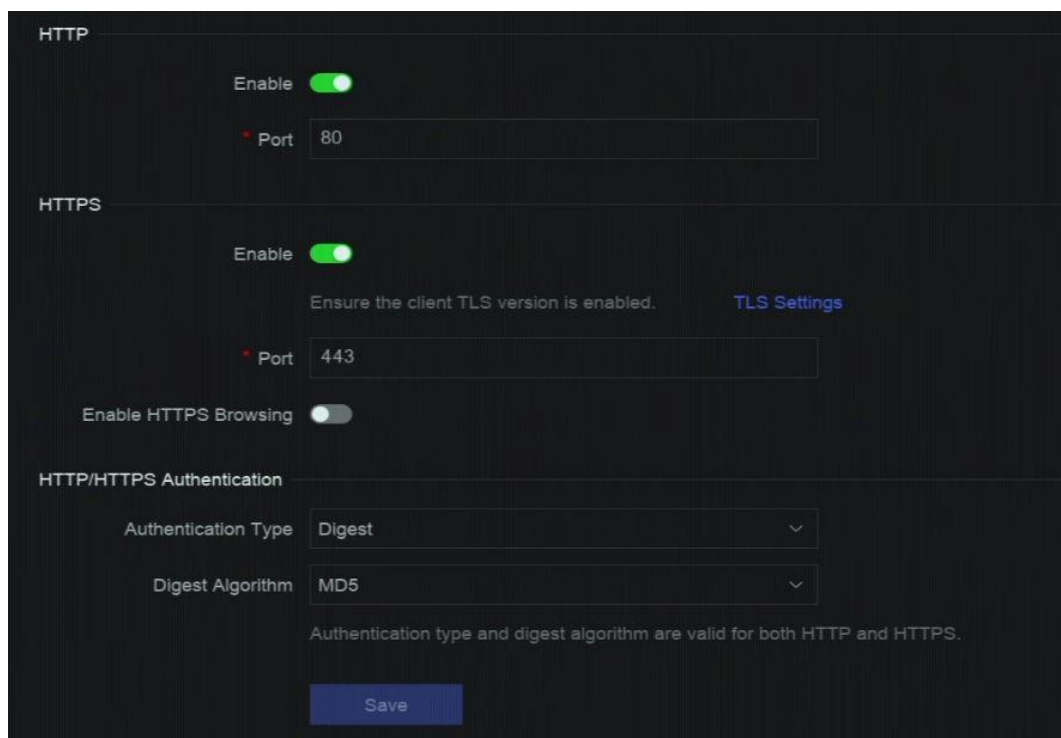 HTTP
Enable
* Port 80
HTTPS
Enable
Ensure the client TLS version is enabled. TLS Settings
* Port 443
Enable HTTPS Browsing
HTTP/HTTPS Authentication
Authentication Type Digest
Digest Algorithm MD5
Authentication type and digest algorithm are valid for both HTTP and HTTPS.
Save